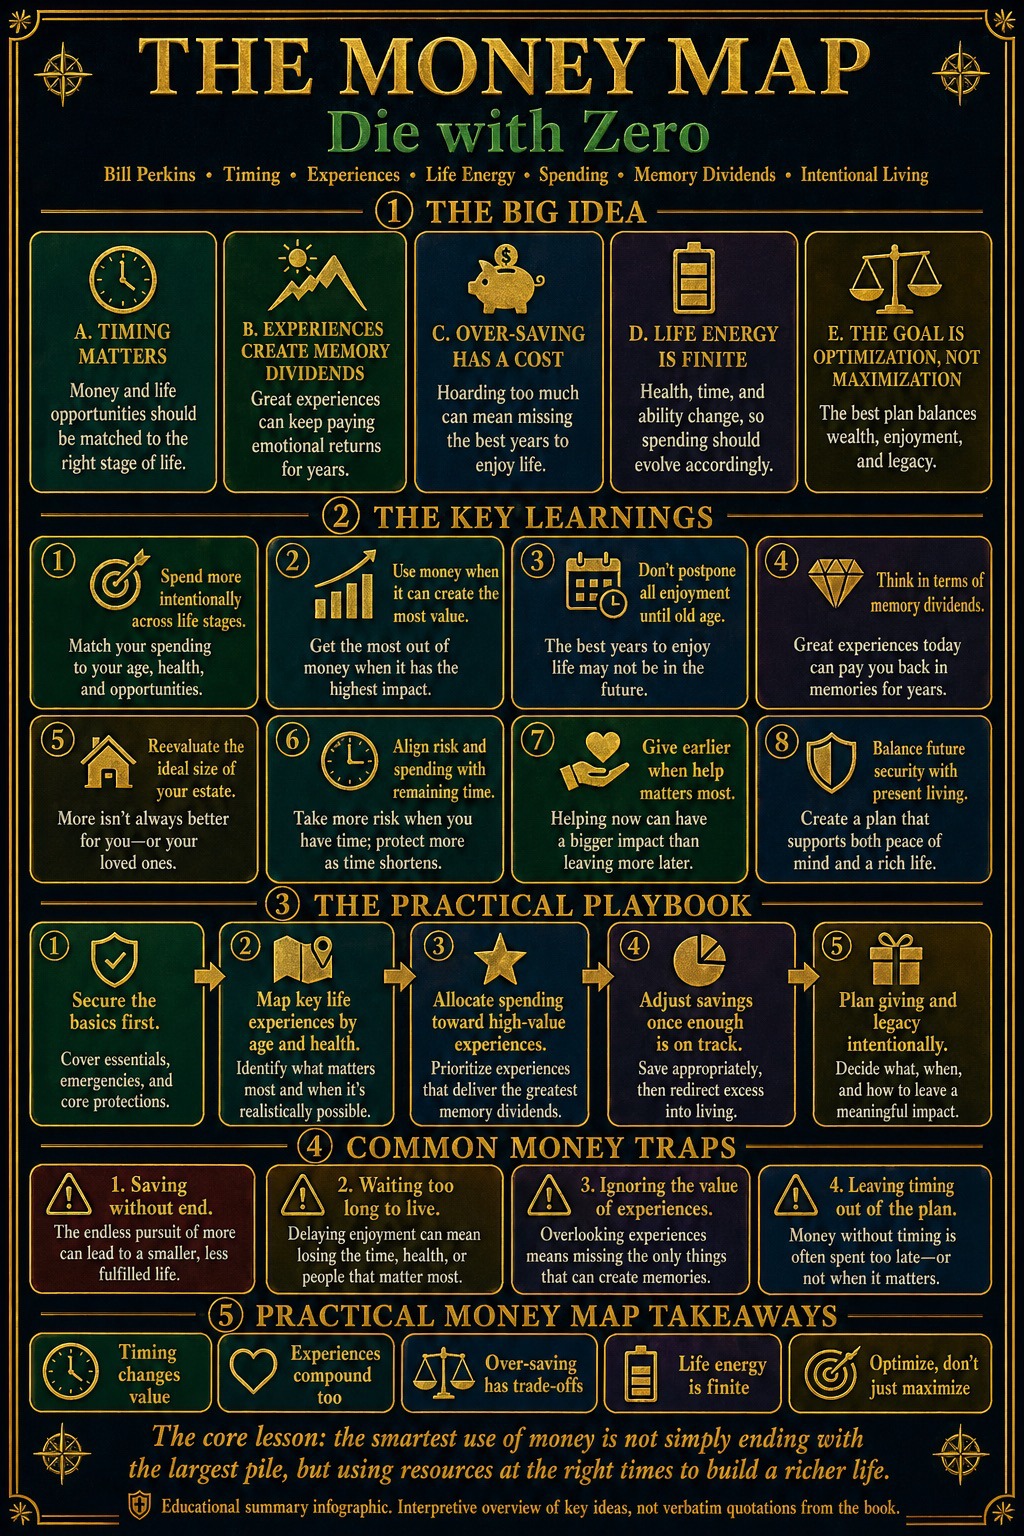 THE MONEY MAP
Die with Zero
Bill Perkins • Timing • Experiences • Life Energy • Spending • Memory Dividends • Intentional Living
1 THE BIG IDEA
A. TIMING
MATTERS
Money and life
opportunities should
be matched to the
right stage of life.
B. EXPERIENCES
CREATE MEMORY
DIVIDENDS
Great experiences
can keep paying
emotional returns
for years.
$
C. OVER-SAVING
HAS A COST
Hoarding too much
can mean missing
the best years to
enjoy life.
D. LIFE ENERGY
IS FINITE
Health, time, and
ability change, so
spending should
evolve accordingly.
E. THE GOAL IS
OPTIMIZATION, NOT
MAXIMIZATION
The best plan balances
wealth, enjoyment,
and legacy.
2 THE KEY LEARNINGS
1
Spend more
intentionally
across life stages.
Match your spending
to your age, health,
and opportunities.
2
Use money when
it can create the
most value.
Get the most out of
money when it has the
highest impact.
3
Don't postpone
all enjoyment
until old age.
The best years to enjoy
life may not be in the
future.
4
Think in terms of
memory dividends.
Great experiences today
can pay you back in
memories for years.
5
Reevaluate the
ideal size of
your estate.
More isn't always better
for you—or your
loved ones.
6
Align risk and
spending with
remaining time.
Take more risk when you
have time; protect more
as time shortens.
7
Give earlier
when help
matters most.
Helping now can have
a bigger impact than
leaving more later.
8
Balance future
security with
present living.
Create a plan that
supports both peace of
mind and a rich life.
3 THE PRACTICAL PLAYBOOK
1
Secure the
basics first.
Cover essentials,
emergencies, and
core protections.
2
Map key life
experiences by
age and health.
Identify what matters
most and when it's
realistically possible.
3
Allocate spending
toward high-value
experiences.
Prioritize experiences
that deliver the greatest
memory dividends.
4
Adjust savings
once enough
is on track.
Save appropriately,
then redirect excess
into living.
5
Plan giving and
legacy
intentionally.
Decide what, when,
and how to leave a
meaningful impact.
4 COMMON MONEY TRAPS
1. Saving
without end.
The endless pursuit of more
can lead to a smaller, less
fulfilled life.
2. Waiting too
long to live.
Delaying enjoyment can mean
losing the time, health, or
people that matter most.
3. Ignoring the value
of experiences.
Overlooking experiences
means missing the only things
that can create memories.
4. Leaving timing
out of the plan.
Money without timing is
often spent too late—or
not when it matters.
5 PRACTICAL MONEY MAP TAKEAWAYS
Timing
changes
value
Experiences
compound
too
Over-saving
has trade-offs
Life energy
is finite
Optimize, don't
just maximize
The core lesson: the smartest use of money is not simply ending with
the largest pile, but using resources at the right times to build a richer life.
Educational summary infographic. Interpretive overview of key ideas, not verbatim quotations from the book.